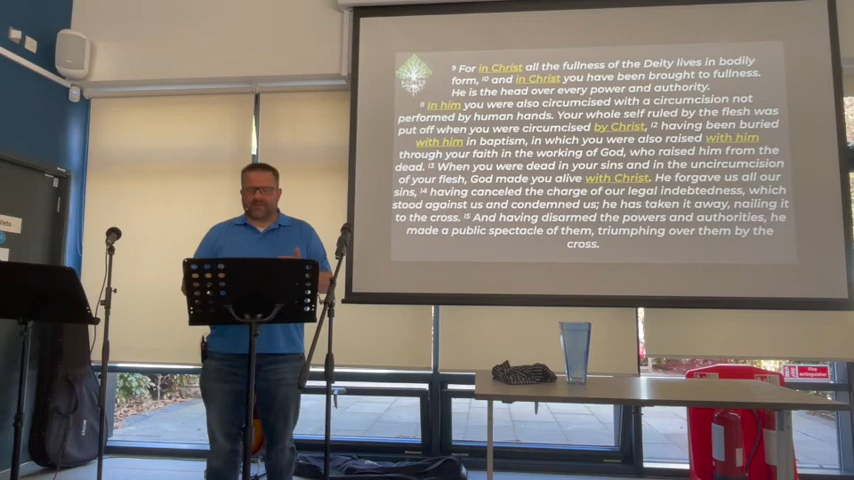 ⁹ For in Christ all the fullness of the Deity lives in bodily
form, ¹⁰ and in Christ you have been brought to fullness.
He is the head over every power and authority.
¹¹ In him you were also circumcised with a circumcision not
performed by human hands. Your whole self ruled by the flesh was
put off when you were circumcised by Christ, ¹² having been buried
with him in baptism, in which you were also raised with him
through your faith in the working of God, who raised him from the
dead. ¹³ When you were dead in your sins and in the uncircumcision
of your flesh, God made you alive with Christ. He forgave us all our
sins, ¹⁴ having canceled the charge of our legal indebtedness, which
stood against us and condemned us; he has taken it away, nailing it
to the cross. ¹⁵ And having disarmed the powers and authorities, he
made a public spectacle of them, triumphing over them by the
cross.
Fire
extinguisher